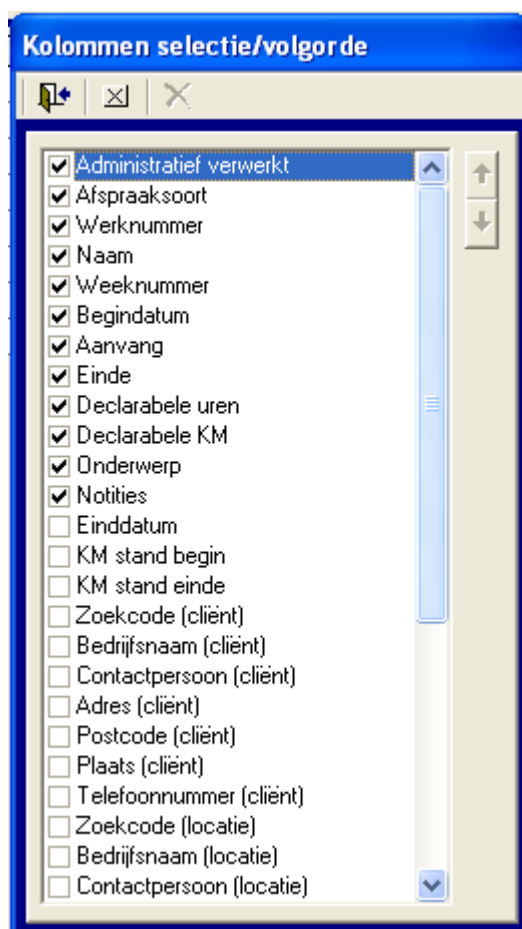 Kolommen selectie/volgorde
Administratief verwerkt
Afspraaksoort
Werknummer
Naam
Weeknummer
Begindatum
Aanvang
Einde
Declarabele uren
Declarabele KM
Onderwerp
Notities
Einddatum
KM stand begin
KM stand einde
Zoekcode (cliënt)
Bedrijfsnaam (cliënt)
Contactpersoon (cliënt)
Adres (cliënt)
Postcode (cliënt)
Plaats (cliënt)
Telefoonnummer (cliënt)
Zoekcode (locatie)
Bedrijfsnaam (locatie)
Contactpersoon (locatie)